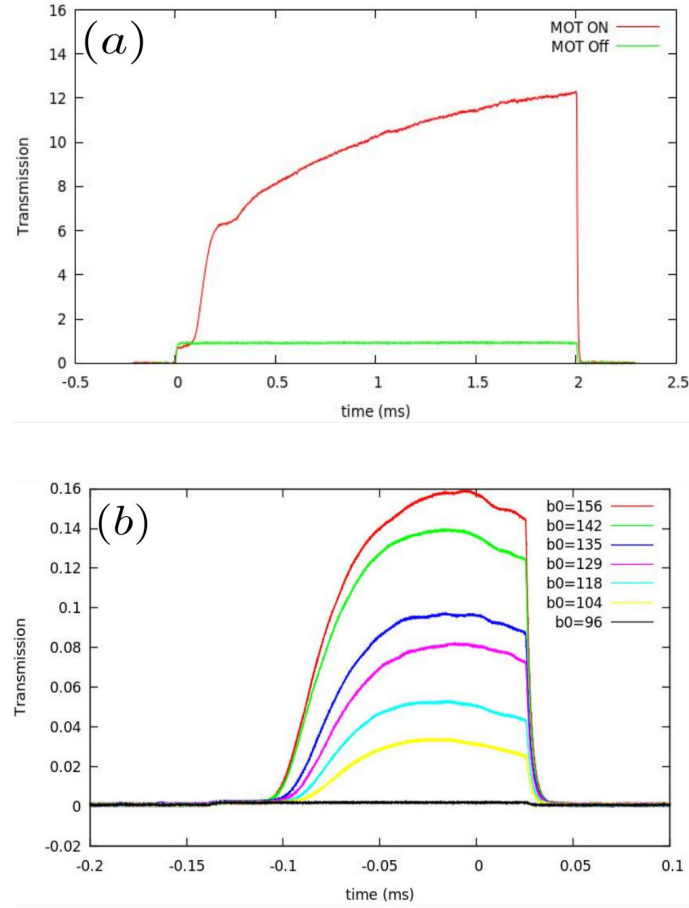 (a)
16
14
12
10
8
6
4
2
0
Transmission
MOT ON
MOT Off
-0.5 0 0.5 1 1.5 2 2.5
time (ms)
(b)
0.16
0.14
0.12
0.1
0.08
0.06
0.04
0.02
0
-0.02
Transmission
b0=156
b0=142
b0=135
b0=129
b0=118
b0=104
b0=96
-0.2 -0.15 -0.1 -0.05 0 0.05 0.1
time (ms)